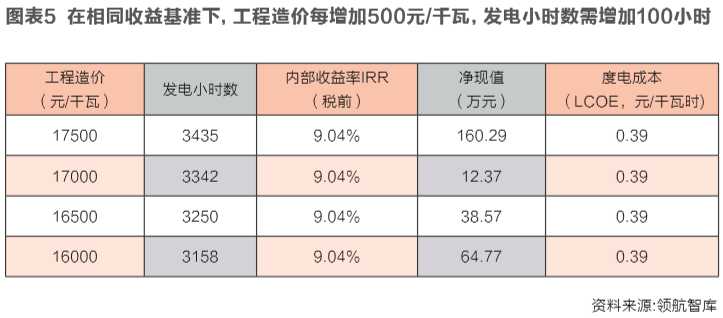 图表5 在相同收益基准下, 工程造价每增加500元/千瓦, 发电小时数需增加100小时
工程造价 发电小时数 内部收益率IRR 净现值 度电成本
（元/千瓦） （税前） （万元） （LCOE，元/千瓦时)
17500 3435 9.04% 160.29 0.39
17000 3342 9.04% 12.37 0.39
16500 3250 9.04% 38.57 0.39
16000 3158 9.04% 64.77 0.39
资料来源:领航智库